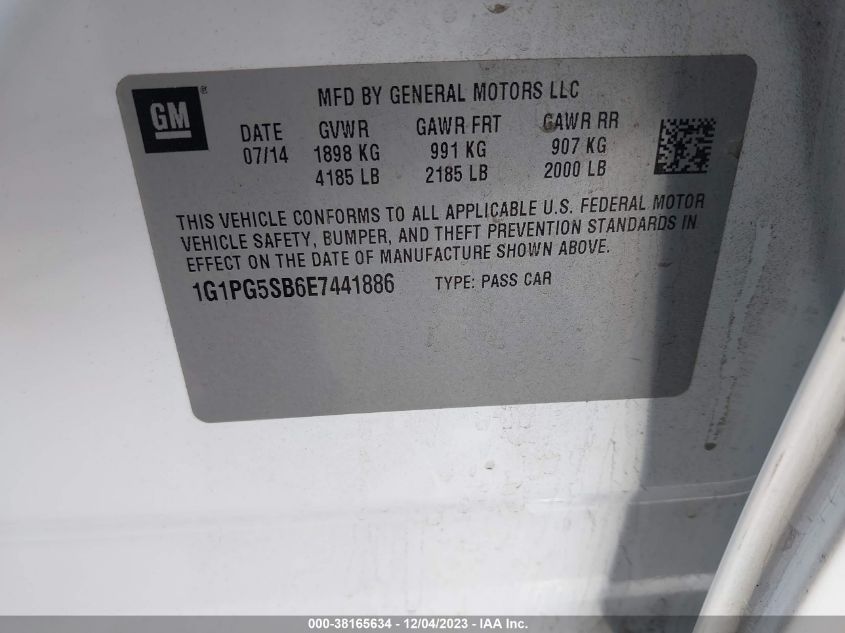 GM ®
MFD BY GENERAL MOTORS LLC
DATE GVWR GAWR FRT GAWR RR
07/14 1898 KG 991 KG 907 KG
4185 LB 2185 LB 2000 LB
THIS VEHICLE CONFORMS TO ALL APPLICABLE U.S. FEDERAL MOTOR
VEHICLE SAFETY, BUMPER, AND THEFT PREVENTION STANDARDS IN
EFFECT ON THE DATE OF MANUFACTURE SHOWN ABOVE.
1G1PG5SB6E7441886 TYPE: PASS CAR
000-38165634 - 12/04/2023 - IAA Inc.